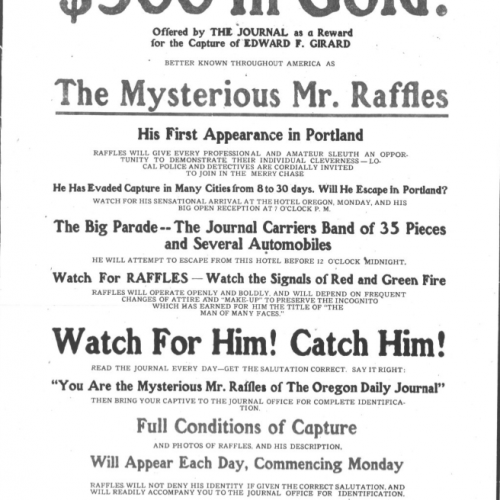 $500 in Gold!
Offered by THE JOURNAL as a Reward
for the Capture of EDWARD F. GIRARD
BETTER KNOWN THROUGHOUT AMERICA AS
The Mysterious Mr. Raffles
His First Appearance in Portland
RAFFLES WILL GIVE EVERY PROFESSIONAL AND AMATEUR SLEUTH AN OPPOR-
TUNITY TO DEMONSTRATE THEIR INDIVIDUAL CLEVERNESS—LO-
CAL POLICE AND DETECTIVES ARE CORDIALLY INVITED
TO JOIN IN THE MERRY CHASE
He Has Evaded Capture in Many Cities from 8 to 30 days. Will He Escape in Portland?
WATCH FOR HIS SENSATIONAL ARRIVAL AT THE HOTEL OREGON, MONDAY, AND HIS
BIG OPEN RECEPTION AT 7 O'CLOCK P. M.
The Big Parade--The Journal Carriers Band of 35 Pieces
and Several Automobiles
HE WILL ATTEMPT TO ESCAPE FROM THIS HOTEL BEFORE 12 O'CLOCK MIDNIGHT.
Watch For RAFFLES — Watch the Signals of Red and Green Fire
RAFFLES WILL OPERATE OPENLY AND BOLDLY, AND WILL DEPEND ON FREQUENT
CHANGES OF ATTIRE AND "MAKE-UP" TO PRESERVE THE INCOGNITO
WHICH HAS EARNED FOR HIM THE TITLE OF "THE
MAN OF MANY FACES."
Watch For Him! Catch Him!
READ THE JOURNAL EVERY DAY—GET THE SALUTATION CORRECT. SAY IT RIGHT:
"You Are the Mysterious Mr. Raffles of The Oregon Daily Journal"
THEN BRING YOUR CAPTIVE TO THE JOURNAL OFFICE FOR COMPLETE IDENTIFICA-
TION.
Full Conditions of Capture
AND PHOTOS OF RAFFLES, AND HIS DESCRIPTION,
Will Appear Each Day, Commencing Monday
RAFFLES WILL NOT DENY HIS IDENTITY IF GIVEN THE CORRECT SALUTATION, AND
WILL READILY ACCOMPANY YOU TO THE JOURNAL OFFICE FOR IDENTIFICATION.